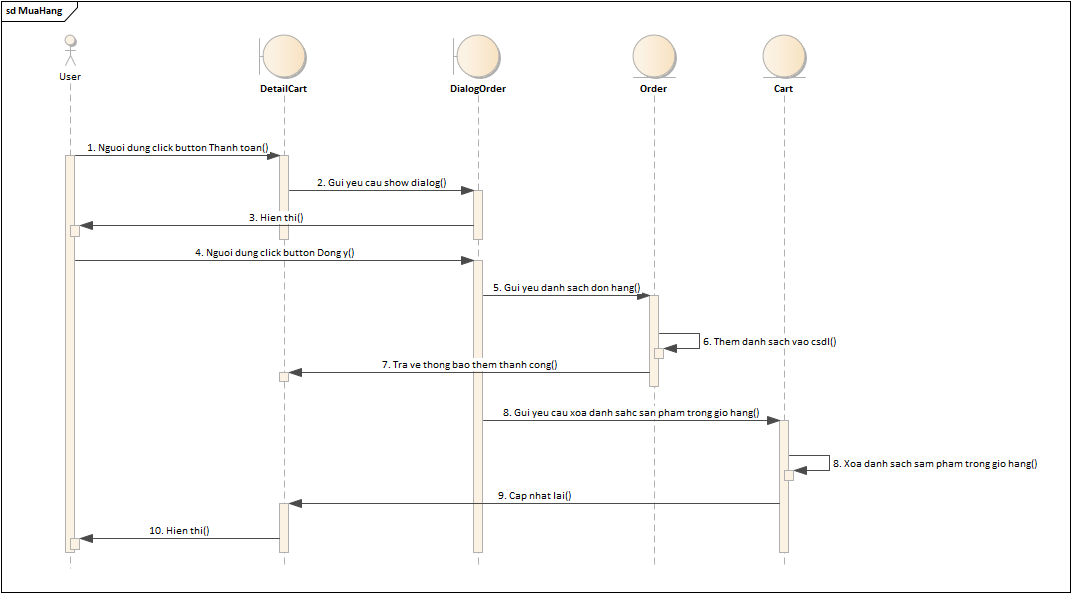 sd MuaHang
User
DetailCart
DialogOrder
Order
Cart
1. Nguoi dung click button Thanh toan()
2. Gui yeu cau show dialog()
3. Hien thi()
4. Nguoi dung click button Dong y()
5. Gui yeu danh sach don hang()
6. Them danh sach vao csdl()
7. Tra ve thong bao them thanh cong()
8. Gui yeu cau xoa danh sahc san pham trong gio hang()
8. Xoa danh sach sam pham trong gio hang()
9. Cap nhat lai()
10. Hien thi()